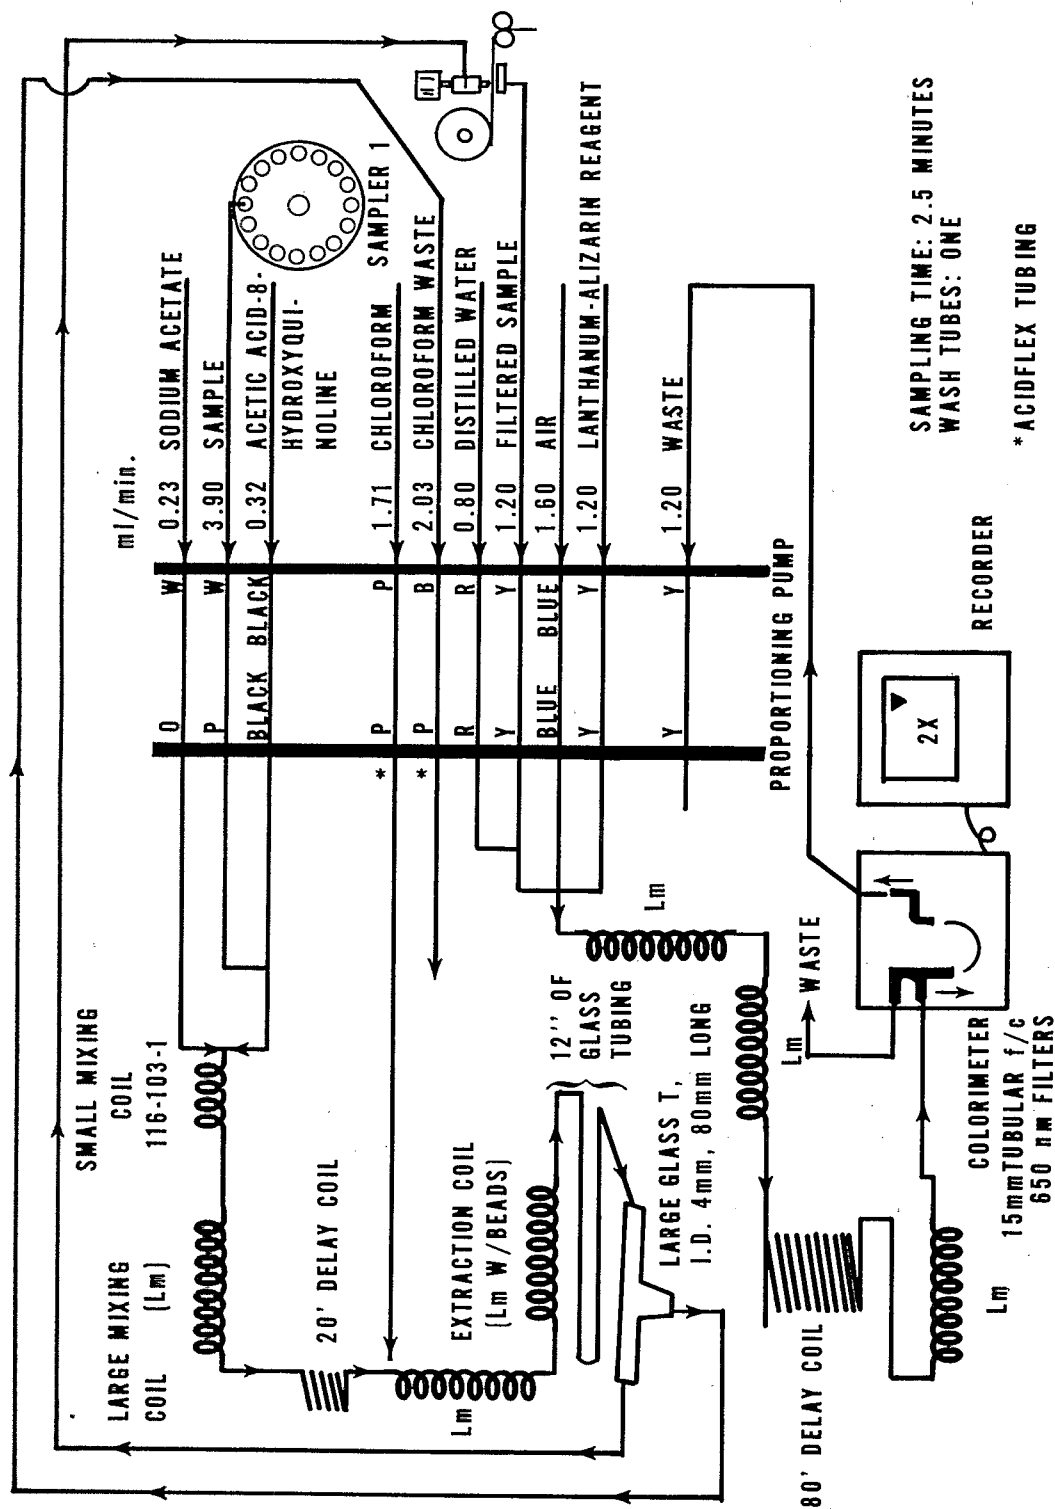 SMALL MIXING
COIL
116-103-1
LARGE MIXING
COIL (Lm)
20' DELAY COIL
EXTRACTION COIL
(Lm W/BEADS)
Lm
12" OF
GLASS
TUBING
LARGE GLASS T,
I.D. 4mm, 80mm LONG
Lm
Lm
80' DELAY COIL
Lm
WASTE
COLORIMETER
15mm TUBULAR f/c
650 nm FILTERS
RECORDER
2X
PROPORTIONING PUMP
ml/min.
O W 0.23 SODIUM ACETATE
P W 3.90 SAMPLE
BLACK BLACK 0.32 ACETIC ACID-8-
HYDROXYQUI-
NOLINE
SAMPLER 1
* P P 1.71 CHLOROFORM
* P B 2.03 CHLOROFORM WASTE
R R 0.80 DISTILLED WATER
Y Y 1.20 FILTERED SAMPLE
BLUE BLUE 1.60 AIR
Y Y 1.20 LANTHANUM-ALIZARIN REAGENT
Y Y 1.20 WASTE
SAMPLING TIME: 2.5 MINUTES
WASH TUBES: ONE
*ACIDFLEX TUBING